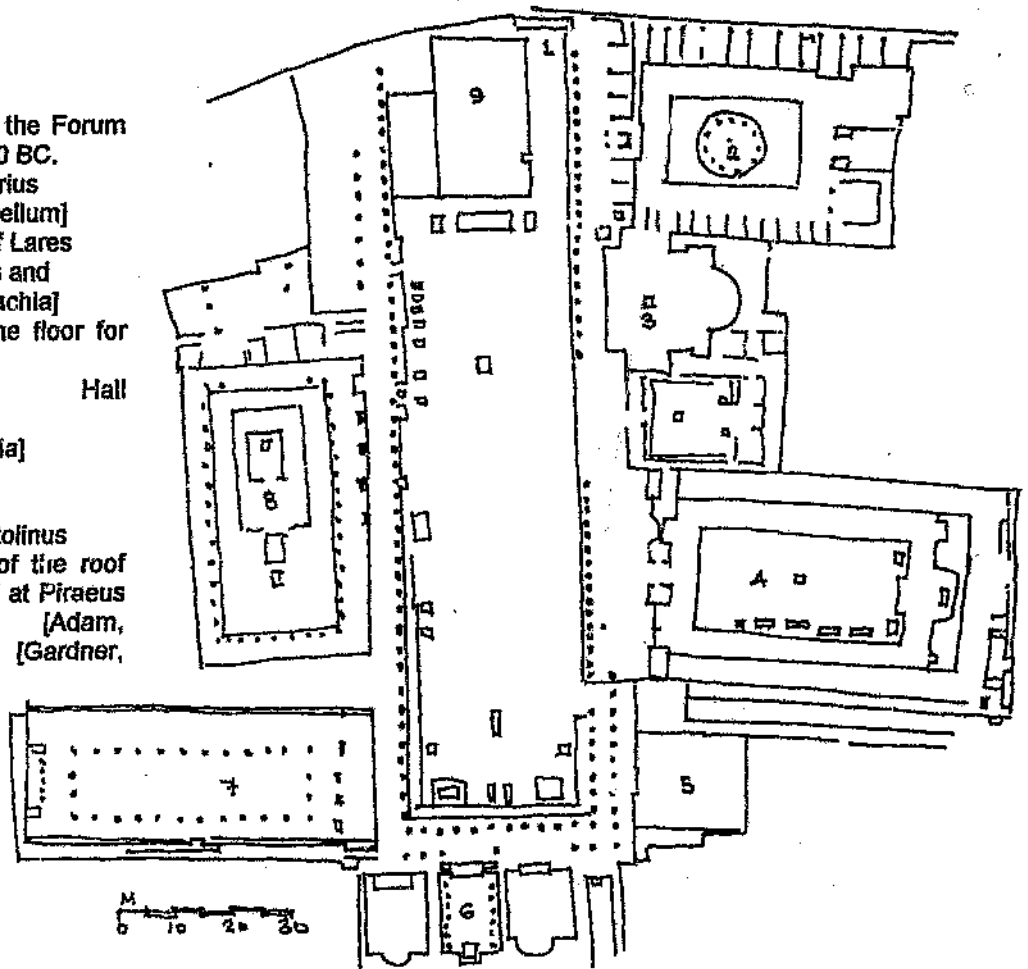 the Forum
0 BC.
rius
ellum]
f Lares
s and
achia]
ne floor for
Hall
ia]
tolinus
of the roof
at Piraeus
[Adam,
[Gardner,
1
9
2
3
8
4
5
7
6
M
0 10 20 30